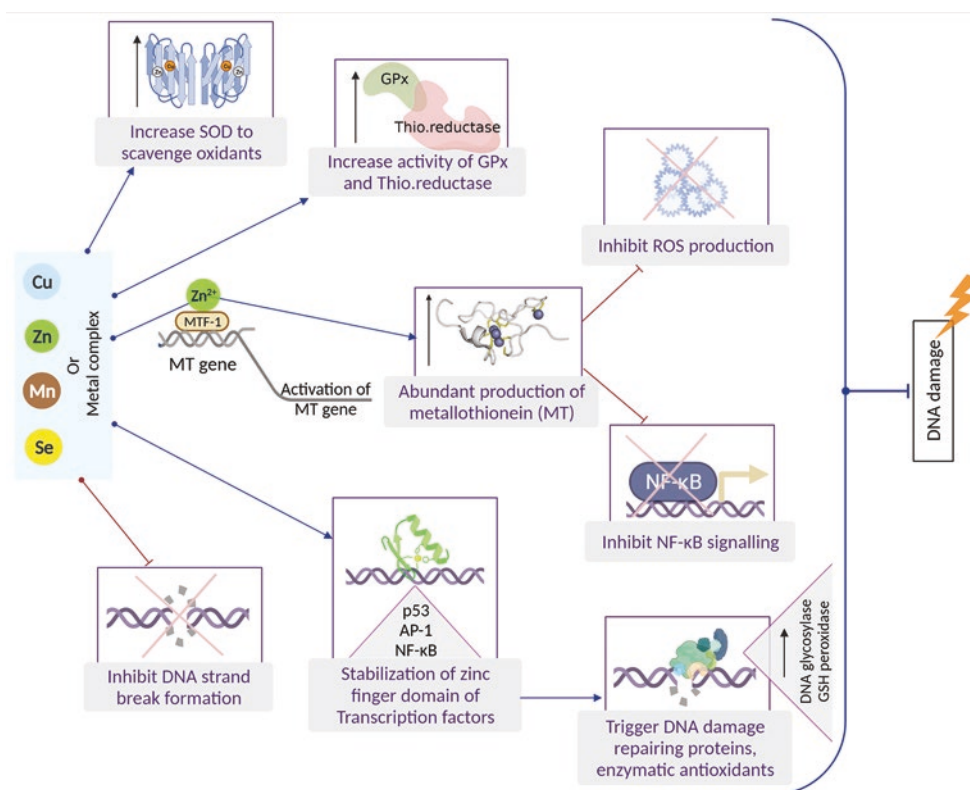 Zn
Cu
Cu
Zn
Increase SOD to
scavenge oxidants
GPx
Thio.reductase
Increase activity of GPx
and Thio.reductase
Inhibit ROS production
Cu
Zn
Mn
Se
Or
Metal complex
Zn²⁺
MTF-1
MT gene
Activation of
MT gene
Abundant production of
metallothionein (MT)
NF-κB
Inhibit NF-κB signalling
DNA damage
Inhibit DNA strand
break formation
p53
AP-1
NF-κB
Stabilization of zinc
finger domain of
Transcription factors
Trigger DNA damage
repairing proteins,
enzymatic antioxidants
DNA glycosylase
GSH peroxidase